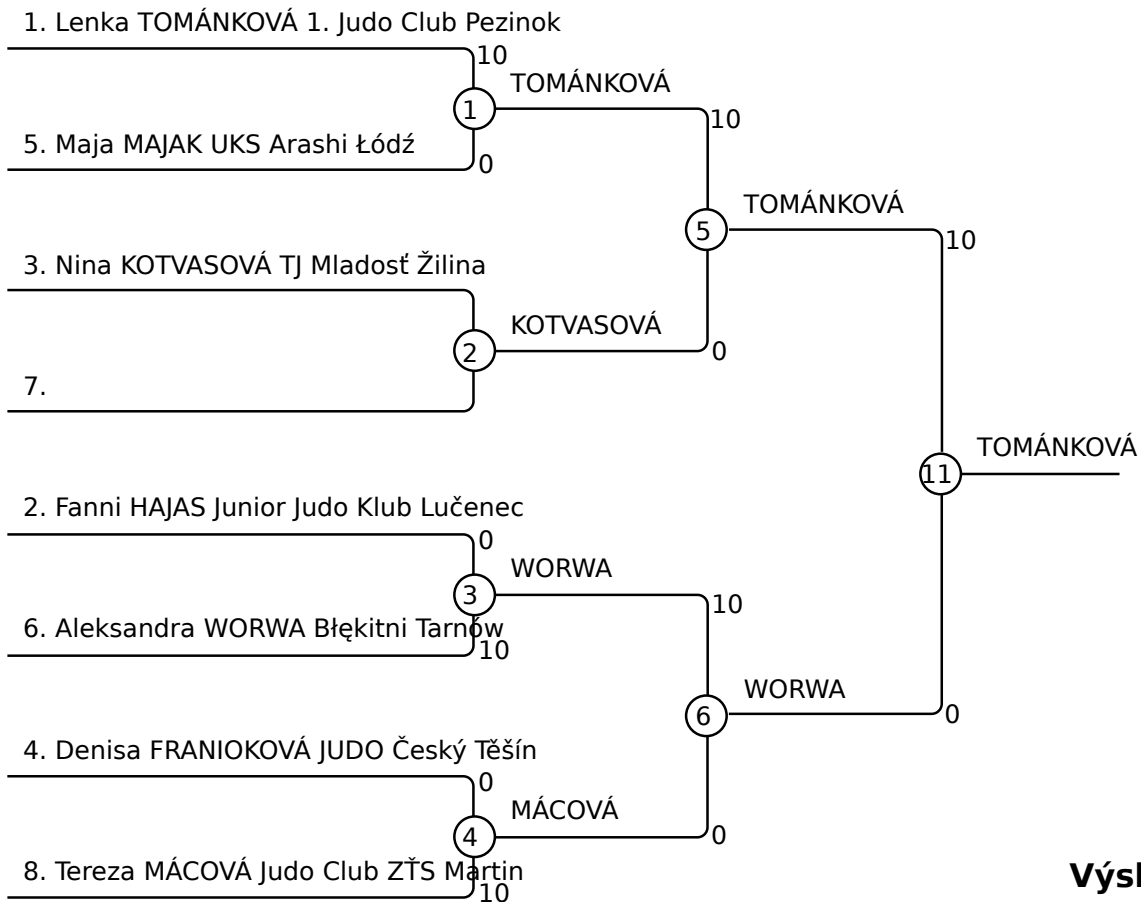 1. Lenka TOMÁNKOVÁ 1. Judo Club Pezinok
10
TOMÁNKOVÁ
1
10
5. Maja MAJAK UKS Arashi Łódź
0
TOMÁNKOVÁ
5
10
3. Nina KOTVASOVÁ TJ Mladosť Žilina
KOTVASOVÁ
2
0
7.
TOMÁNKOVÁ
11
2. Fanni HAJAS Junior Judo Klub Lučenec
0
WORWA
3
10
6. Aleksandra WORWA Błękitni Tarnów
10
WORWA
6
0
4. Denisa FRANIOKOVÁ JUDO Český Těšín
0
MÁCOVÁ
4
0
8. Tereza MÁCOVÁ Judo Club ZŤS Martin
10